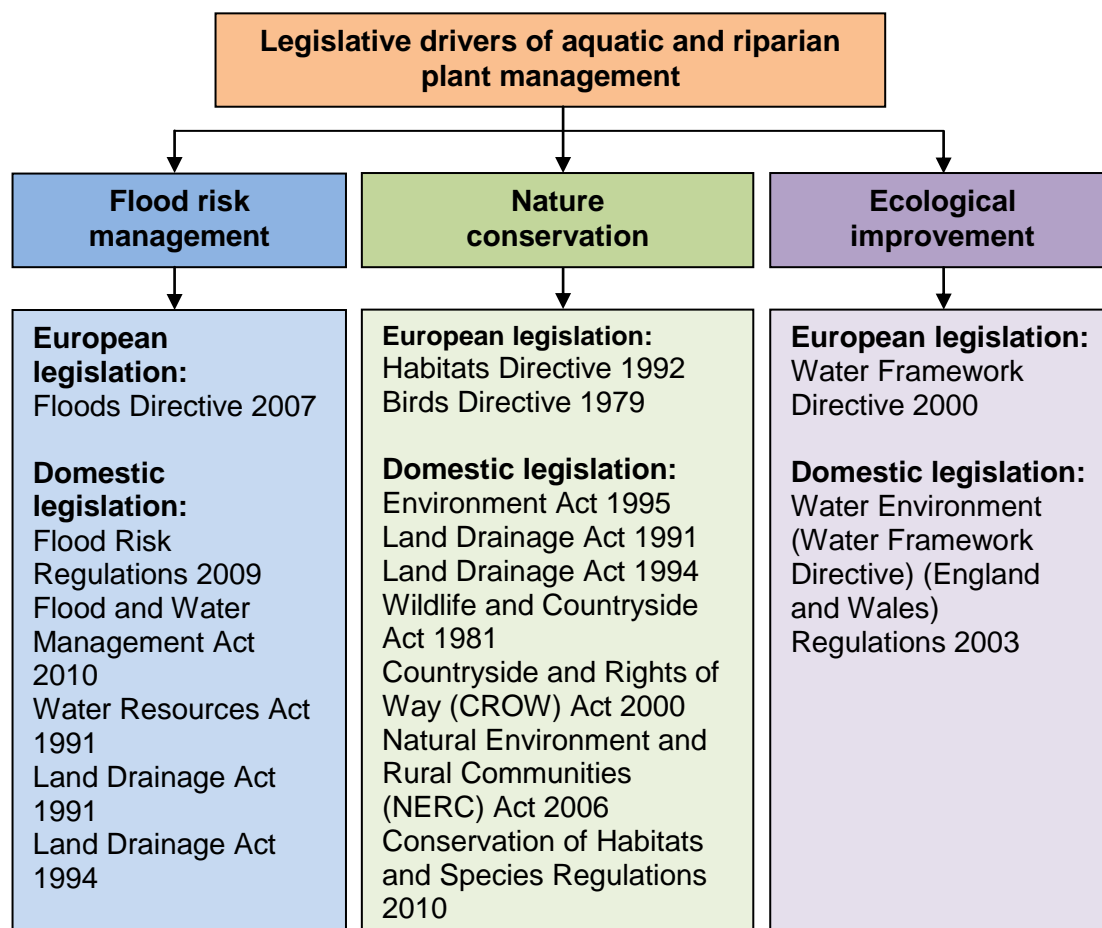 Legislative drivers of aquatic and riparian
plant management
Flood risk
management
European
legislation:
Floods Directive 2007
Domestic
legislation:
Flood Risk
Regulations 2009
Flood and Water
Management Act
2010
Water Resources Act
1991
Land Drainage Act
1991
Land Drainage Act
1994
Nature
conservation
European legislation:
Habitats Directive 1992
Birds Directive 1979
Domestic legislation:
Environment Act 1995
Land Drainage Act 1991
Land Drainage Act 1994
Wildlife and Countryside
Act 1981
Countryside and Rights of
Way (CROW) Act 2000
Natural Environment and
Rural Communities
(NERC) Act 2006
Conservation of Habitats
and Species Regulations
2010
Ecological
improvement
European legislation:
Water Framework
Directive 2000
Domestic legislation:
Water Environment
(Water Framework
Directive) (England
and Wales)
Regulations 2003